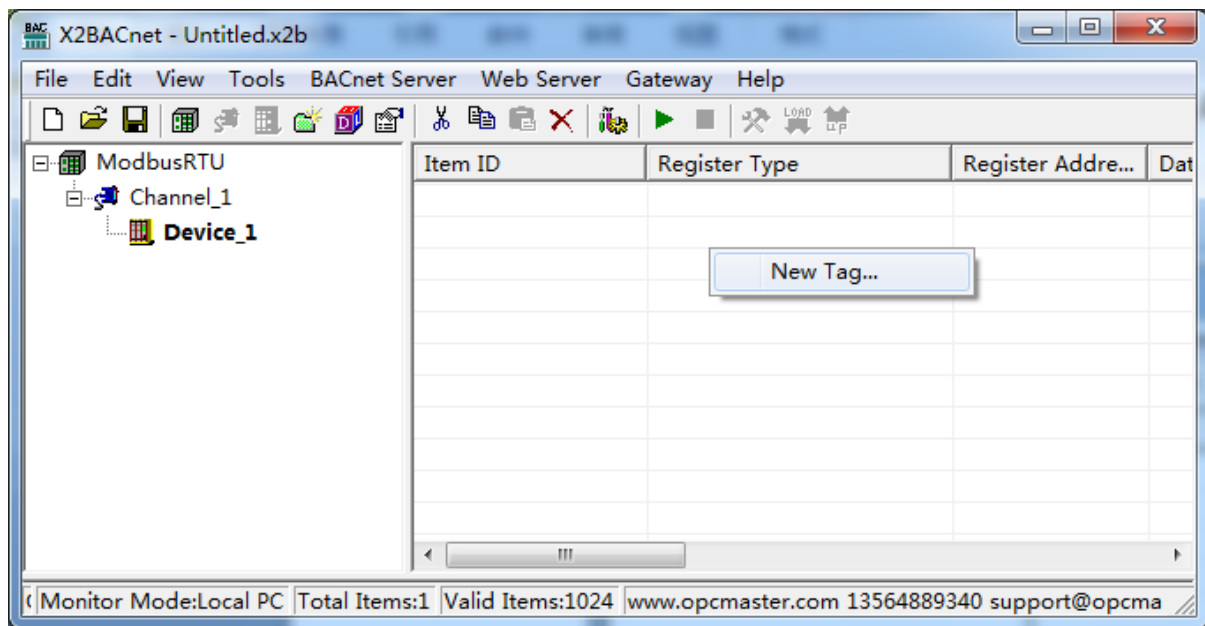 X2BACnet - Untitled.x2b
File Edit View Tools BACnet Server Web Server Gateway Help
LOAD UP
ModbusRTU
Item ID Register Type Register Addre... Dat
Channel_1
Device_1
New Tag...
Monitor Mode:Local PC Total Items:1 Valid Items:1024 www.opcmaster.com 13564889340 support@opcma